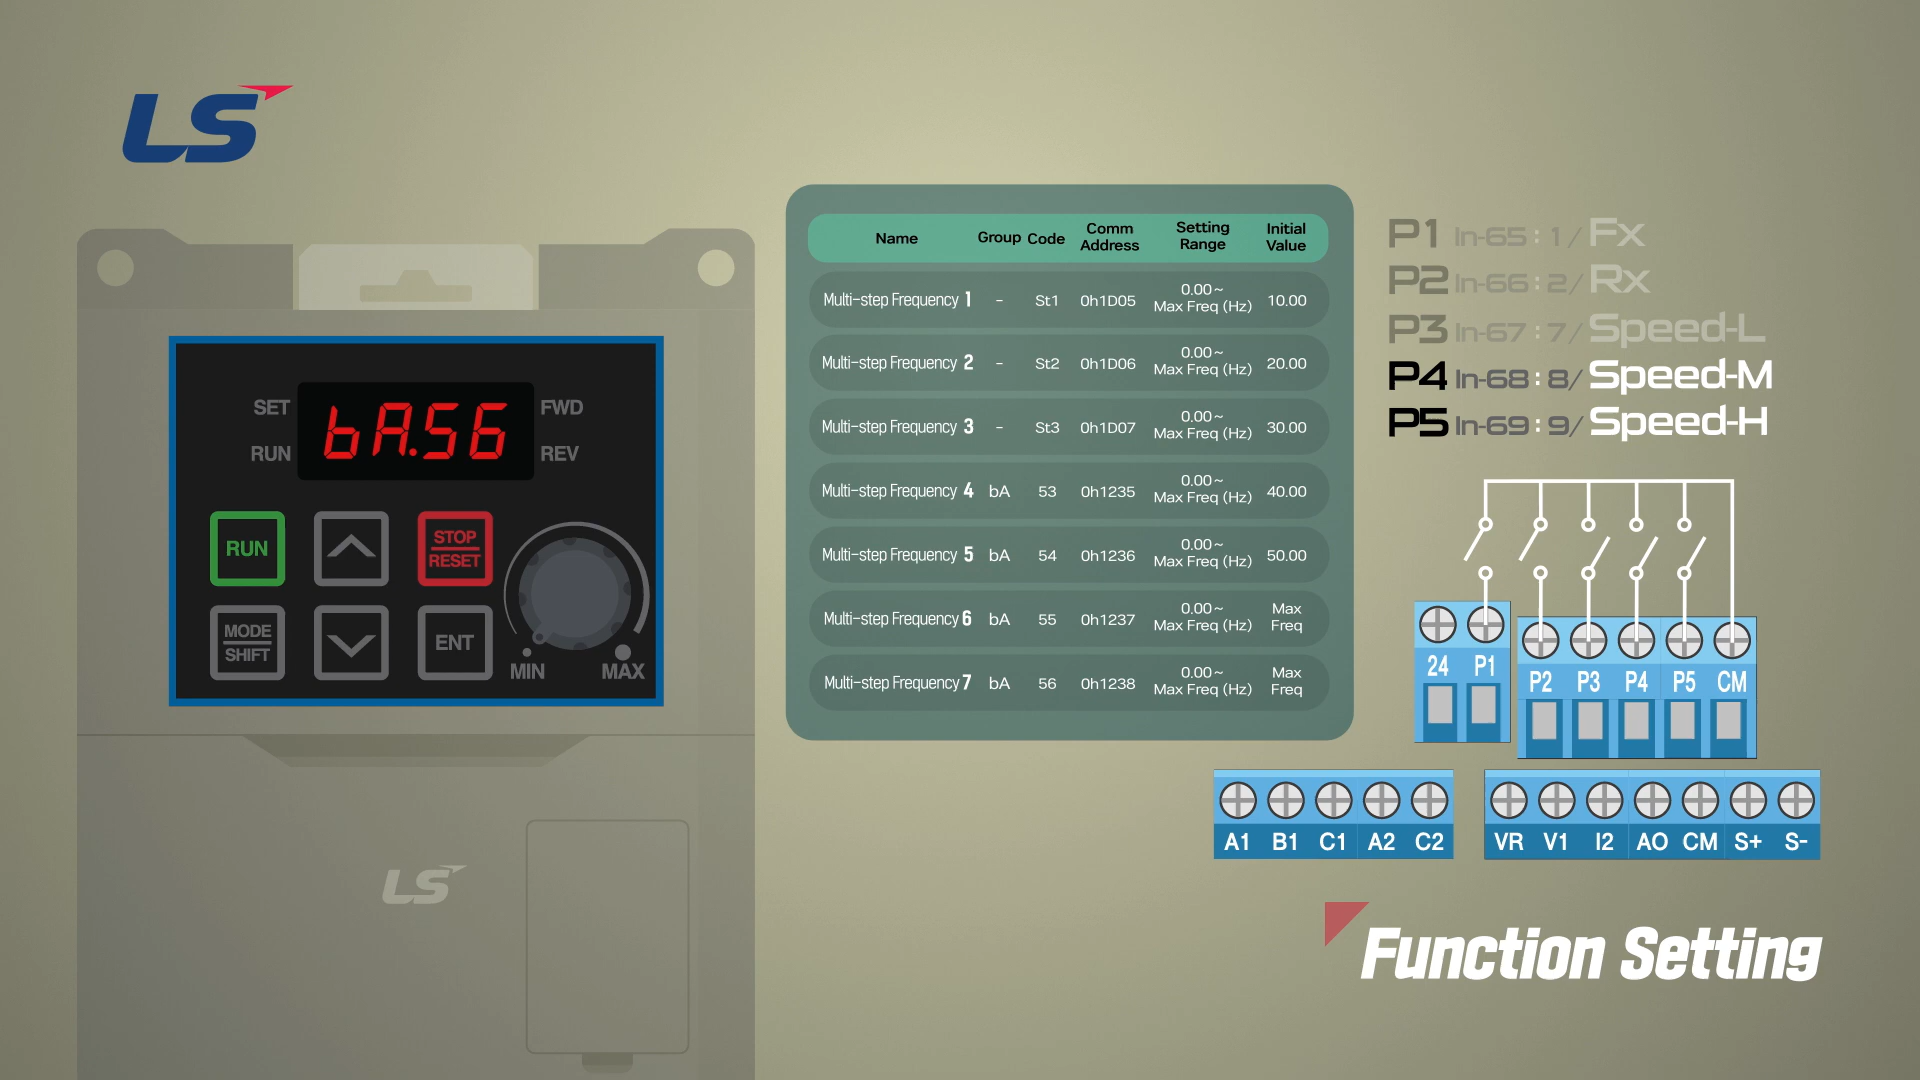 LS
SET
bA.56
FWD
RUN
REV
RUN
STOP
RESET
MODE
SHIFT
ENT
MIN
MAX
LS
Name Group Code Comm Address Setting Range Initial Value
Multi-step Frequency 1 - St1 0h1D05 0.00~ Max Freq (Hz) 10.00
Multi-step Frequency 2 - St2 0h1D06 0.00~ Max Freq (Hz) 20.00
Multi-step Frequency 3 - St3 0h1D07 0.00~ Max Freq (Hz) 30.00
Multi-step Frequency 4 bA 53 0h1235 0.00~ Max Freq (Hz) 40.00
Multi-step Frequency 5 bA 54 0h1236 0.00~ Max Freq (Hz) 50.00
Multi-step Frequency 6 bA 55 0h1237 0.00~ Max Freq (Hz) Max Freq
Multi-step Frequency 7 bA 56 0h1238 0.00~ Max Freq (Hz) Max Freq
P1 In-65 : 1 / Fx
P2 In-66 : 2 / Rx
P3 In-67 : 7 / Speed-L
P4 In-68 : 8 / Speed-M
P5 In-69 : 9 / Speed-H
24 P1
P2 P3 P4 P5 CM
A1 B1 C1 A2 C2
VR V1 I2 AO CM S+ S-
Function Setting